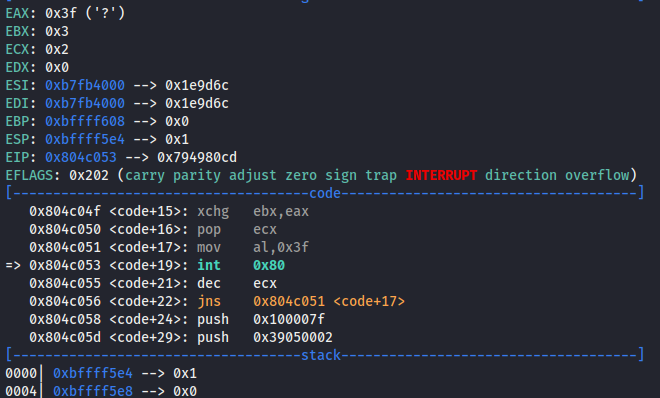 EAX: 0x3f ('?')
EBX: 0x3
ECX: 0x2
EDX: 0x0
ESI: 0xb7fb4000 --> 0x1e9d6c
EDI: 0xb7fb4000 --> 0x1e9d6c
EBP: 0xbffff608 --> 0x0
ESP: 0xbffff5e4 --> 0x1
EIP: 0x804c053 --> 0x794980cd
EFLAGS: 0x202 (carry parity adjust zero sign trap INTERRUPT direction overflow)
[-------------------------------------code-------------------------------------]
0x804c04f <code+15>: xchg ebx,eax
0x804c050 <code+16>: pop ecx
0x804c051 <code+17>: mov al,0x3f
=> 0x804c053 <code+19>: int 0x80
0x804c055 <code+21>: dec ecx
0x804c056 <code+22>: jns 0x804c051 <code+17>
0x804c058 <code+24>: push 0x100007f
0x804c05d <code+29>: push 0x39050002
[------------------------------------stack-------------------------------------]
0000| 0xbffff5e4 --> 0x1
0004| 0xbffff5e8 --> 0x0